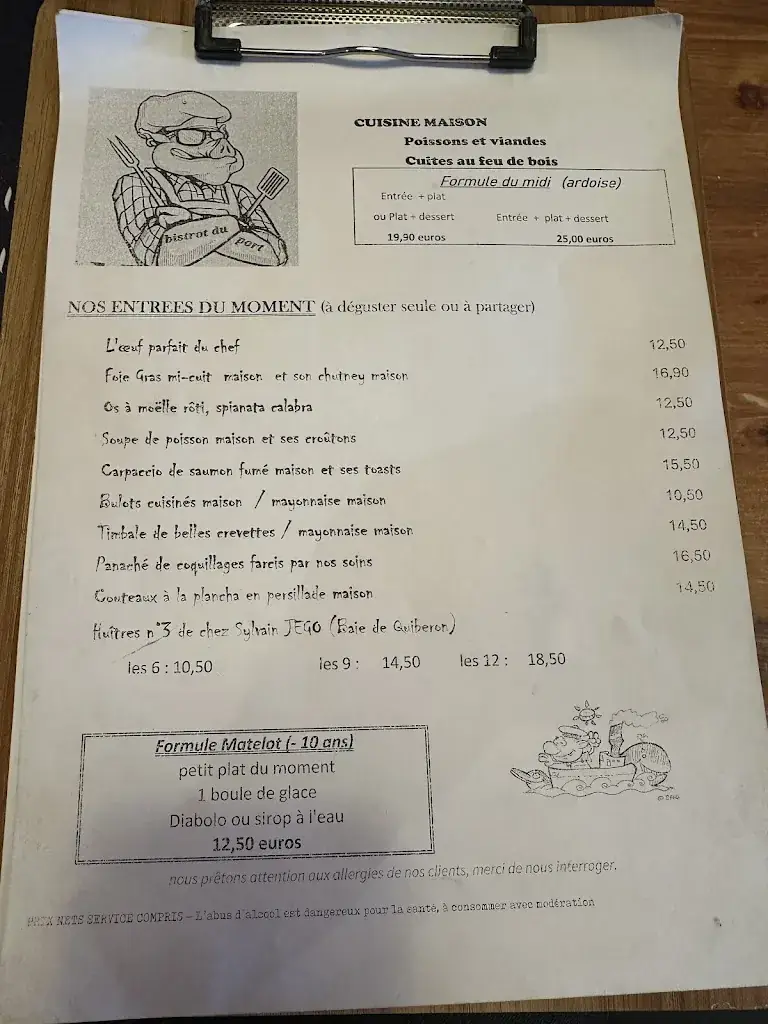 CUISINE MAISON
Poissons et viandes
Cuites au feu de bois
bistrot du port
Formule du midi (ardoise)
Entrée + plat
ou Plat + dessert Entrée + plat + dessert
19,90 euros 25,00 euros
NOS ENTREES DU MOMENT (à déguster seule ou à partager)
L'œuf parfait du chef 12,50
Foie Gras mi-cuit maison et son chutney maison 16,90
Os à moëlle rôti, spianata calabra 12,50
Soupe de poisson maison et ses croûtons 12,50
Carpaccio de saumon fumé maison et ses toasts 15,50
Bulots cuisinés maison / mayonnaise maison 10,50
Timbale de belles crevettes / mayonnaise maison 14,50
Panaché de coquillages farcis par nos soins 16,50
Couteaux à la plancha en persillade maison 14,50
Huîtres n°3 de chez Sylvain JEGO (Baie de Quiberon)
les 6 : 10,50 les 9 : 14,50 les 12 : 18,50
Formule Matelot (- 10 ans)
petit plat du moment
1 boule de glace
Diabolo ou sirop à l'eau
12,50 euros
nous prêtons attention aux allergies de nos clients, merci de nous interroger.
PRIX NETS SERVICE COMPRIS – L'abus d'alcool est dangereux pour la santé, à consommer avec modération